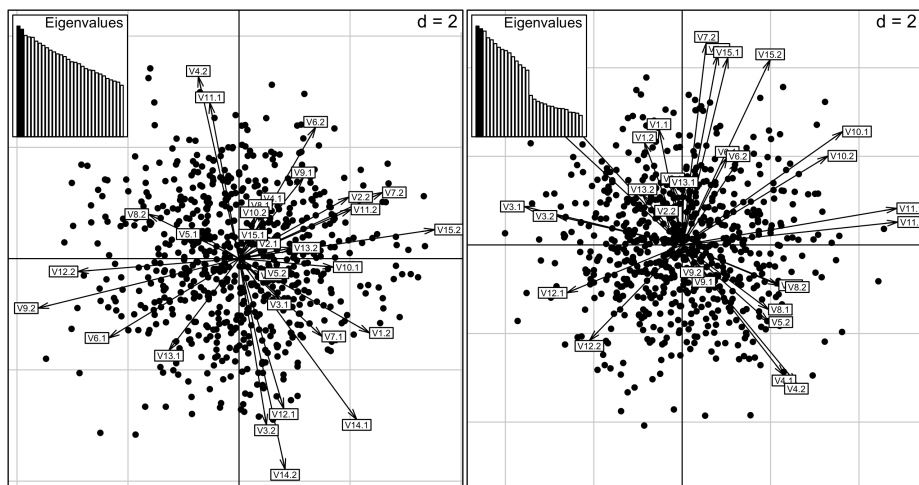 Eigenvalues
d = 2
V4.2
V11.1
V6.2
V9.1
V4.1
V8.1
V10.2
V2.2
V7.2
V11.2
V8.2
V5.1
V15.1
V15.2
V2.1
V13.2
V10.1
V12.2
V5.2
V9.2
V3.1
V6.1
V7.1
V1.2
V13.1
V12.1
V3.2
V14.1
V14.2
Eigenvalues
d = 2
V7.2
V15.1
V15.2
V1.1
V1.2
V10.1
V6.2
V10.2
V13.1
V13.2
V3.1
V3.2
V2.2
V11.
V11.
V9.2
V9.1
V8.2
V12.1
V8.1
V5.2
V12.2
V4.1
V4.2